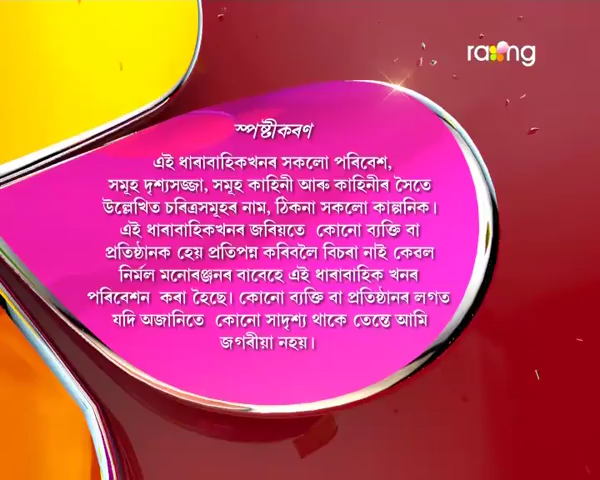 rang
স্পষ্টীকৰণ
এই ধাৰাবাহিকখনৰ সকলো পৰিবেশ,
সমূহ দৃশ্যসজ্জা, সমূহ কাহিনী আৰু কাহিনীৰ সৈতে
উল্লেখিত চৰিত্ৰসমূহৰ নাম, ঠিকনা সকলো কাল্পনিক।
এই ধাৰাবাহিকখনৰ জৰিয়তে কোনো ব্যক্তি বা
প্ৰতিষ্ঠানক হেয় প্ৰতিপন্ন কৰিবলৈ বিচৰা নাই কেৱল
নিৰ্মল মনোৰঞ্জনৰ বাবেহে এই ধাৰাবাহিক খনৰ
পৰিবেশন কৰা হৈছে। কোনো ব্যক্তি বা প্ৰতিষ্ঠানৰ লগত
যদি অজানিতে কোনো সাদৃশ্য থাকে তেন্তে আমি
জগৰীয়া নহয়।